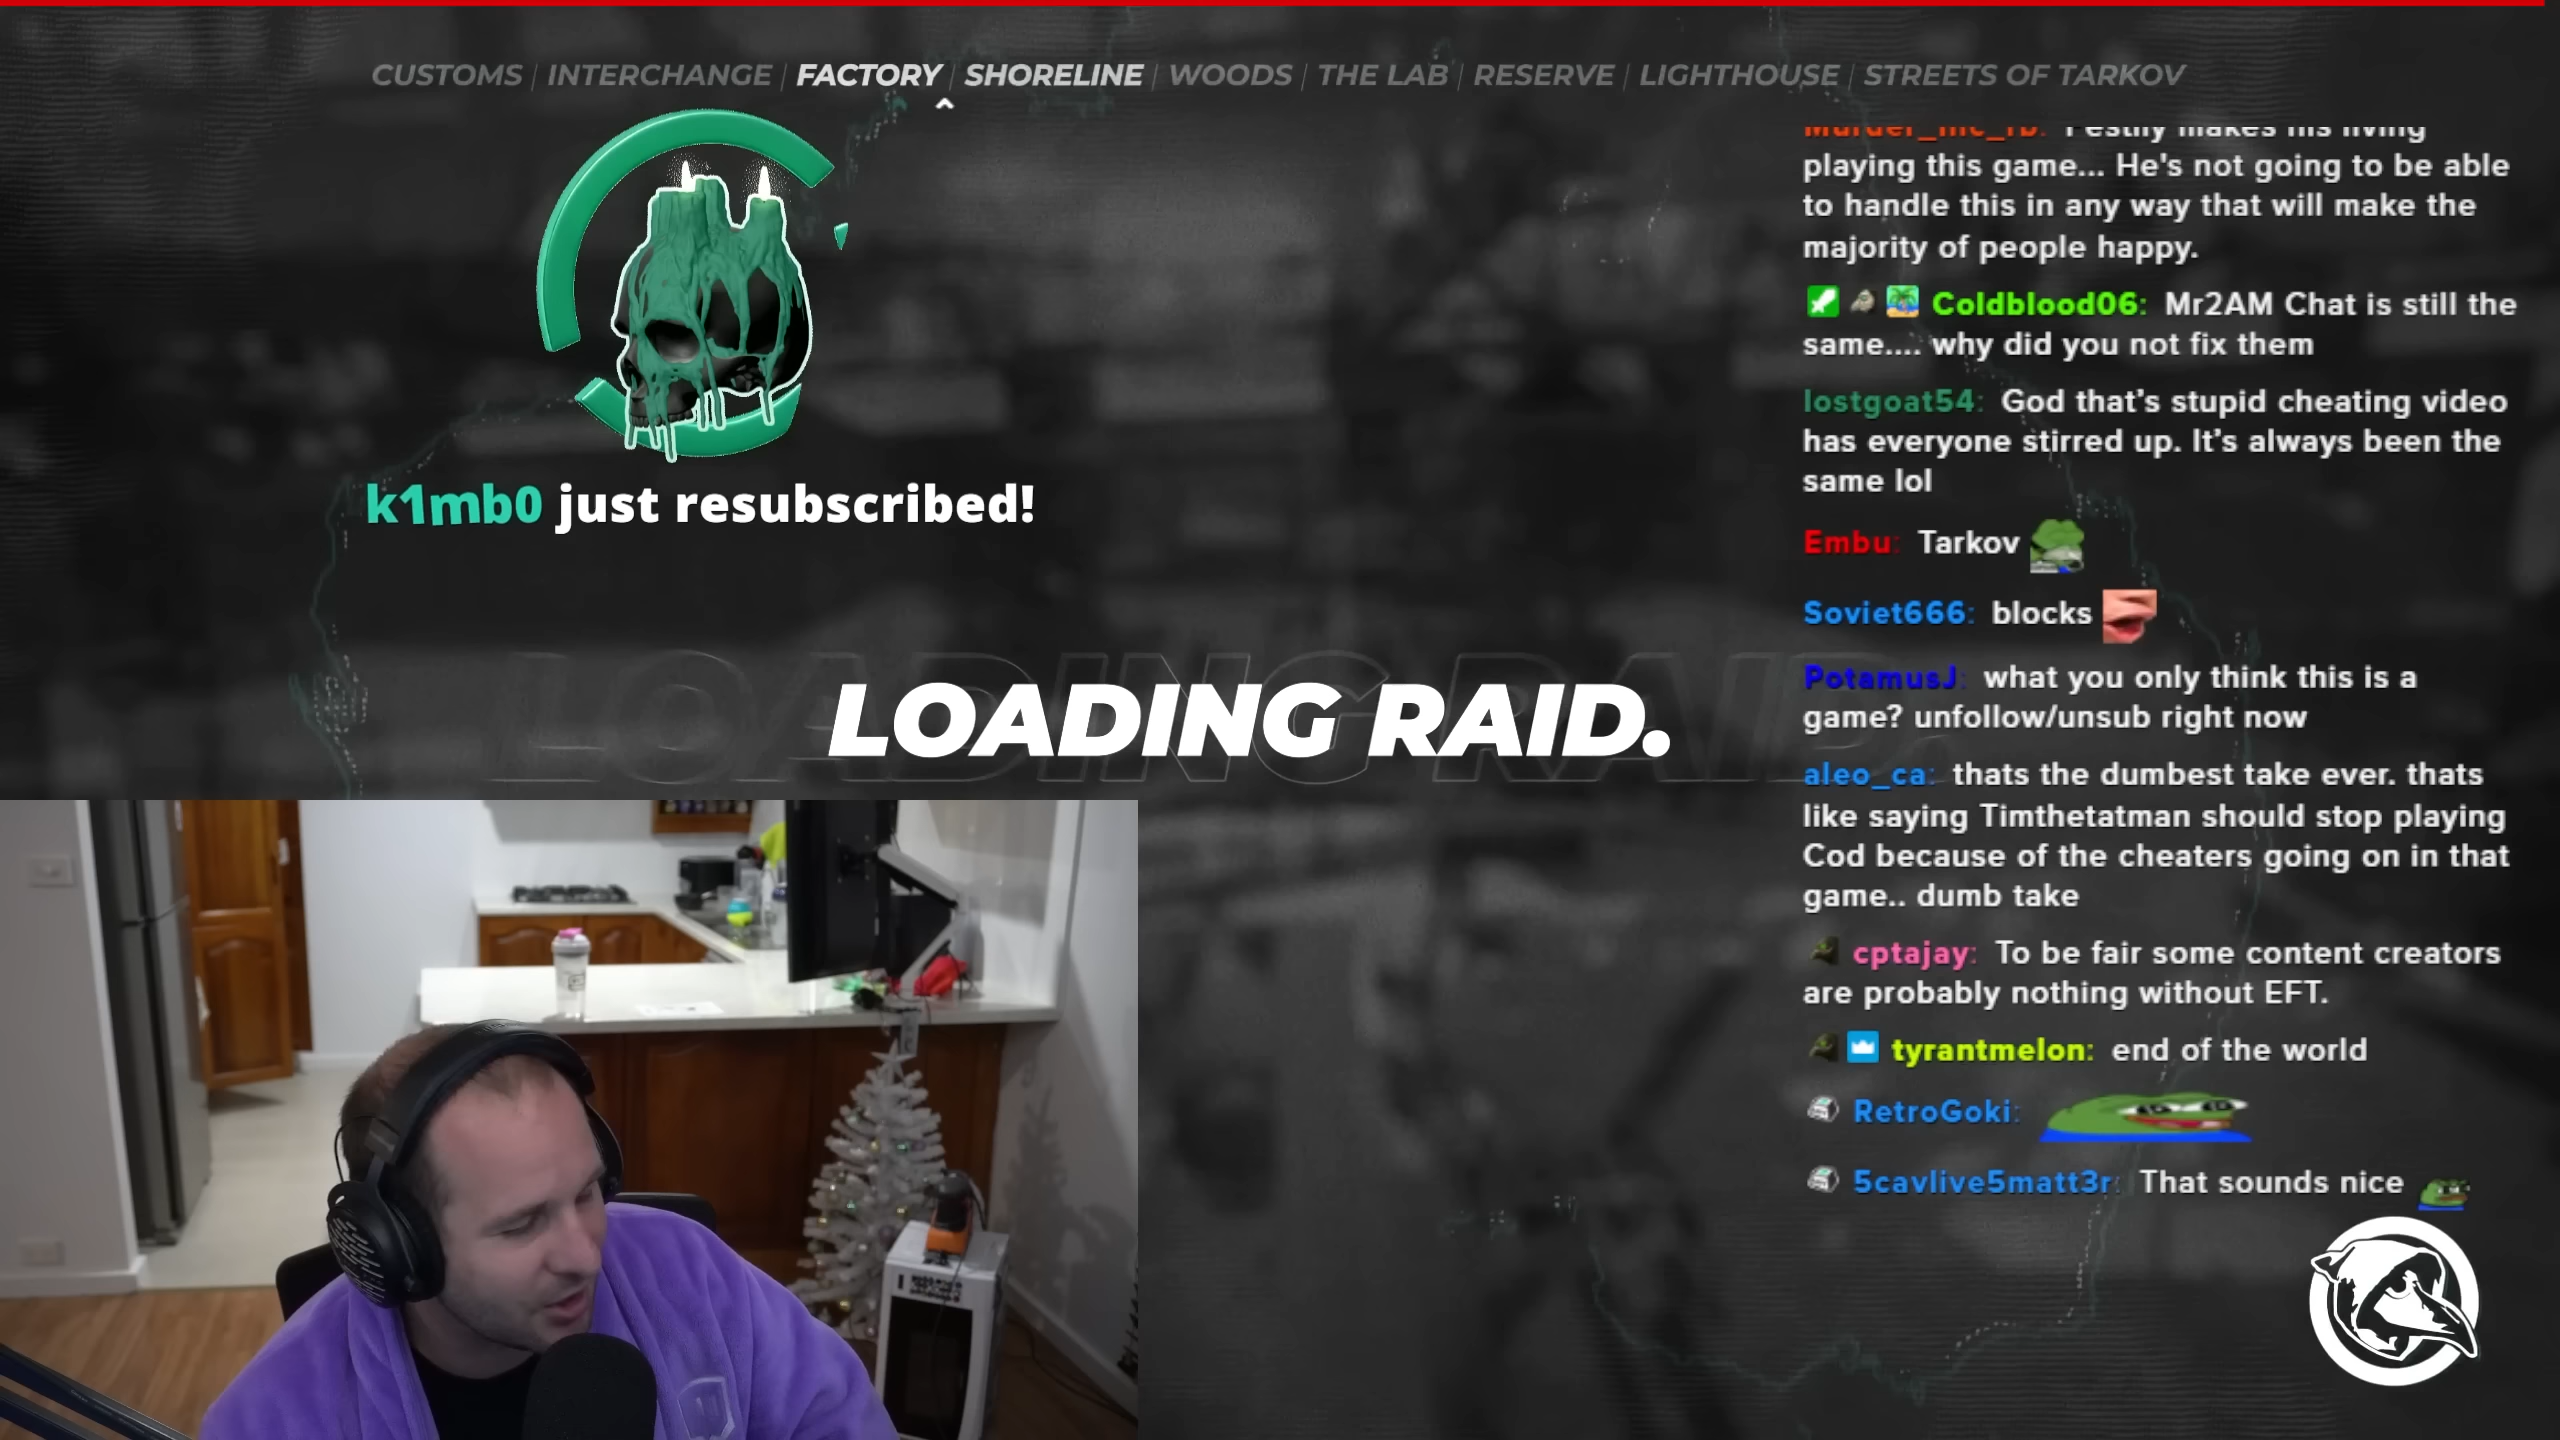 CUSTOMS | INTERCHANGE | FACTORY | SHORELINE | WOODS | THE LAB | RESERVE | LIGHTHOUSE | STREETS OF TARKOV
k1mb0 just resubscribed!
LOADING RAID.
Murder_mc_rb: Pestily makes his living
playing this game... He's not going to be able
to handle this in any way that will make the
majority of people happy.
Coldblood06: Mr2AM Chat is still the
same.... why did you not fix them
lostgoat54: God that's stupid cheating video
has everyone stirred up. It's always been the
same lol
Embu: Tarkov
Soviet666: blocks
PotamusJ: what you only think this is a
game? unfollow/unsub right now
aleo_ca: thats the dumbest take ever. thats
like saying Timthetatman should stop playing
Cod because of the cheaters going on in that
game.. dumb take
cptajay: To be fair some content creators
are probably nothing without EFT.
tyrantmelon: end of the world
RetroGoki:
5cavlive5matt3r: That sounds nice